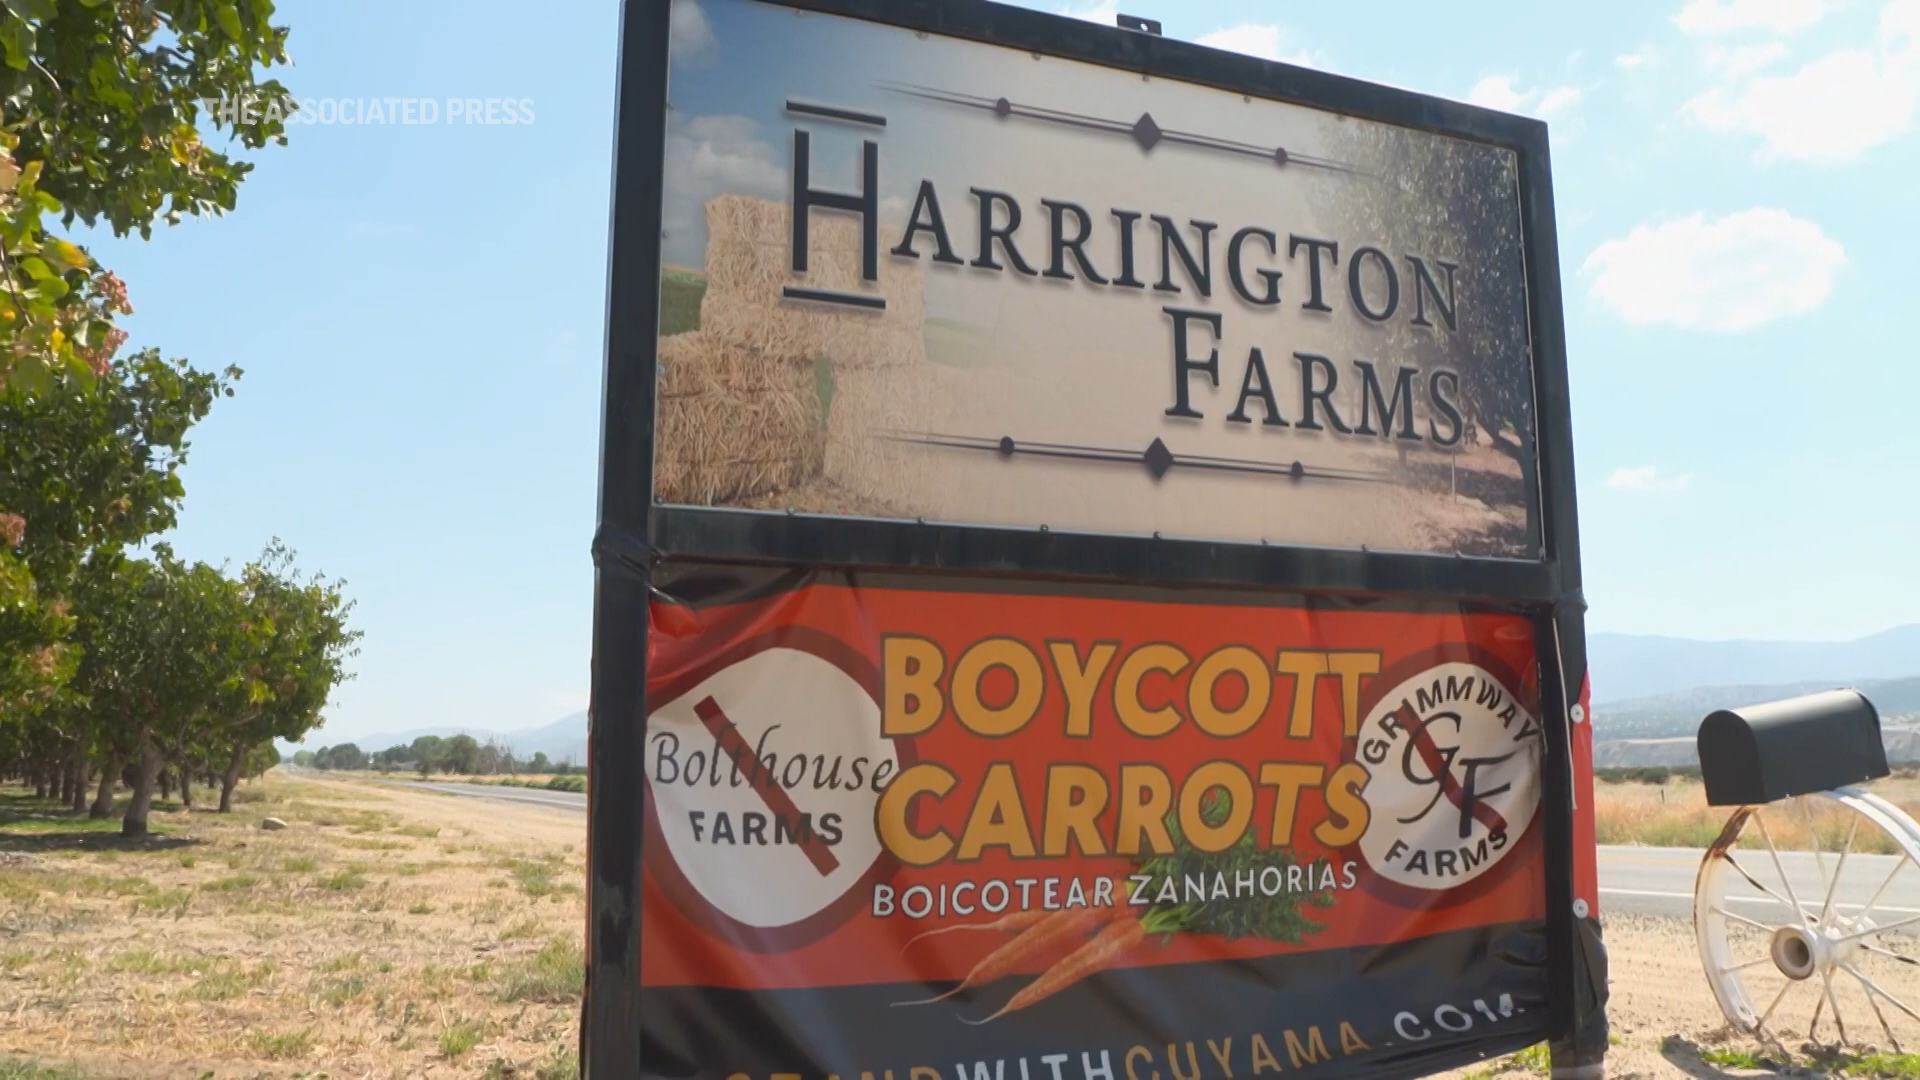 THE ASSOCIATED PRESS
HARRINGTON
FARMS
BOYCOTT
CARROTS
BOICOTEAR ZANAHORIAS
Bolthouse
FARMS
GRIMMWAY
GF
FARMS
STANDWITHCUYAMA.COM